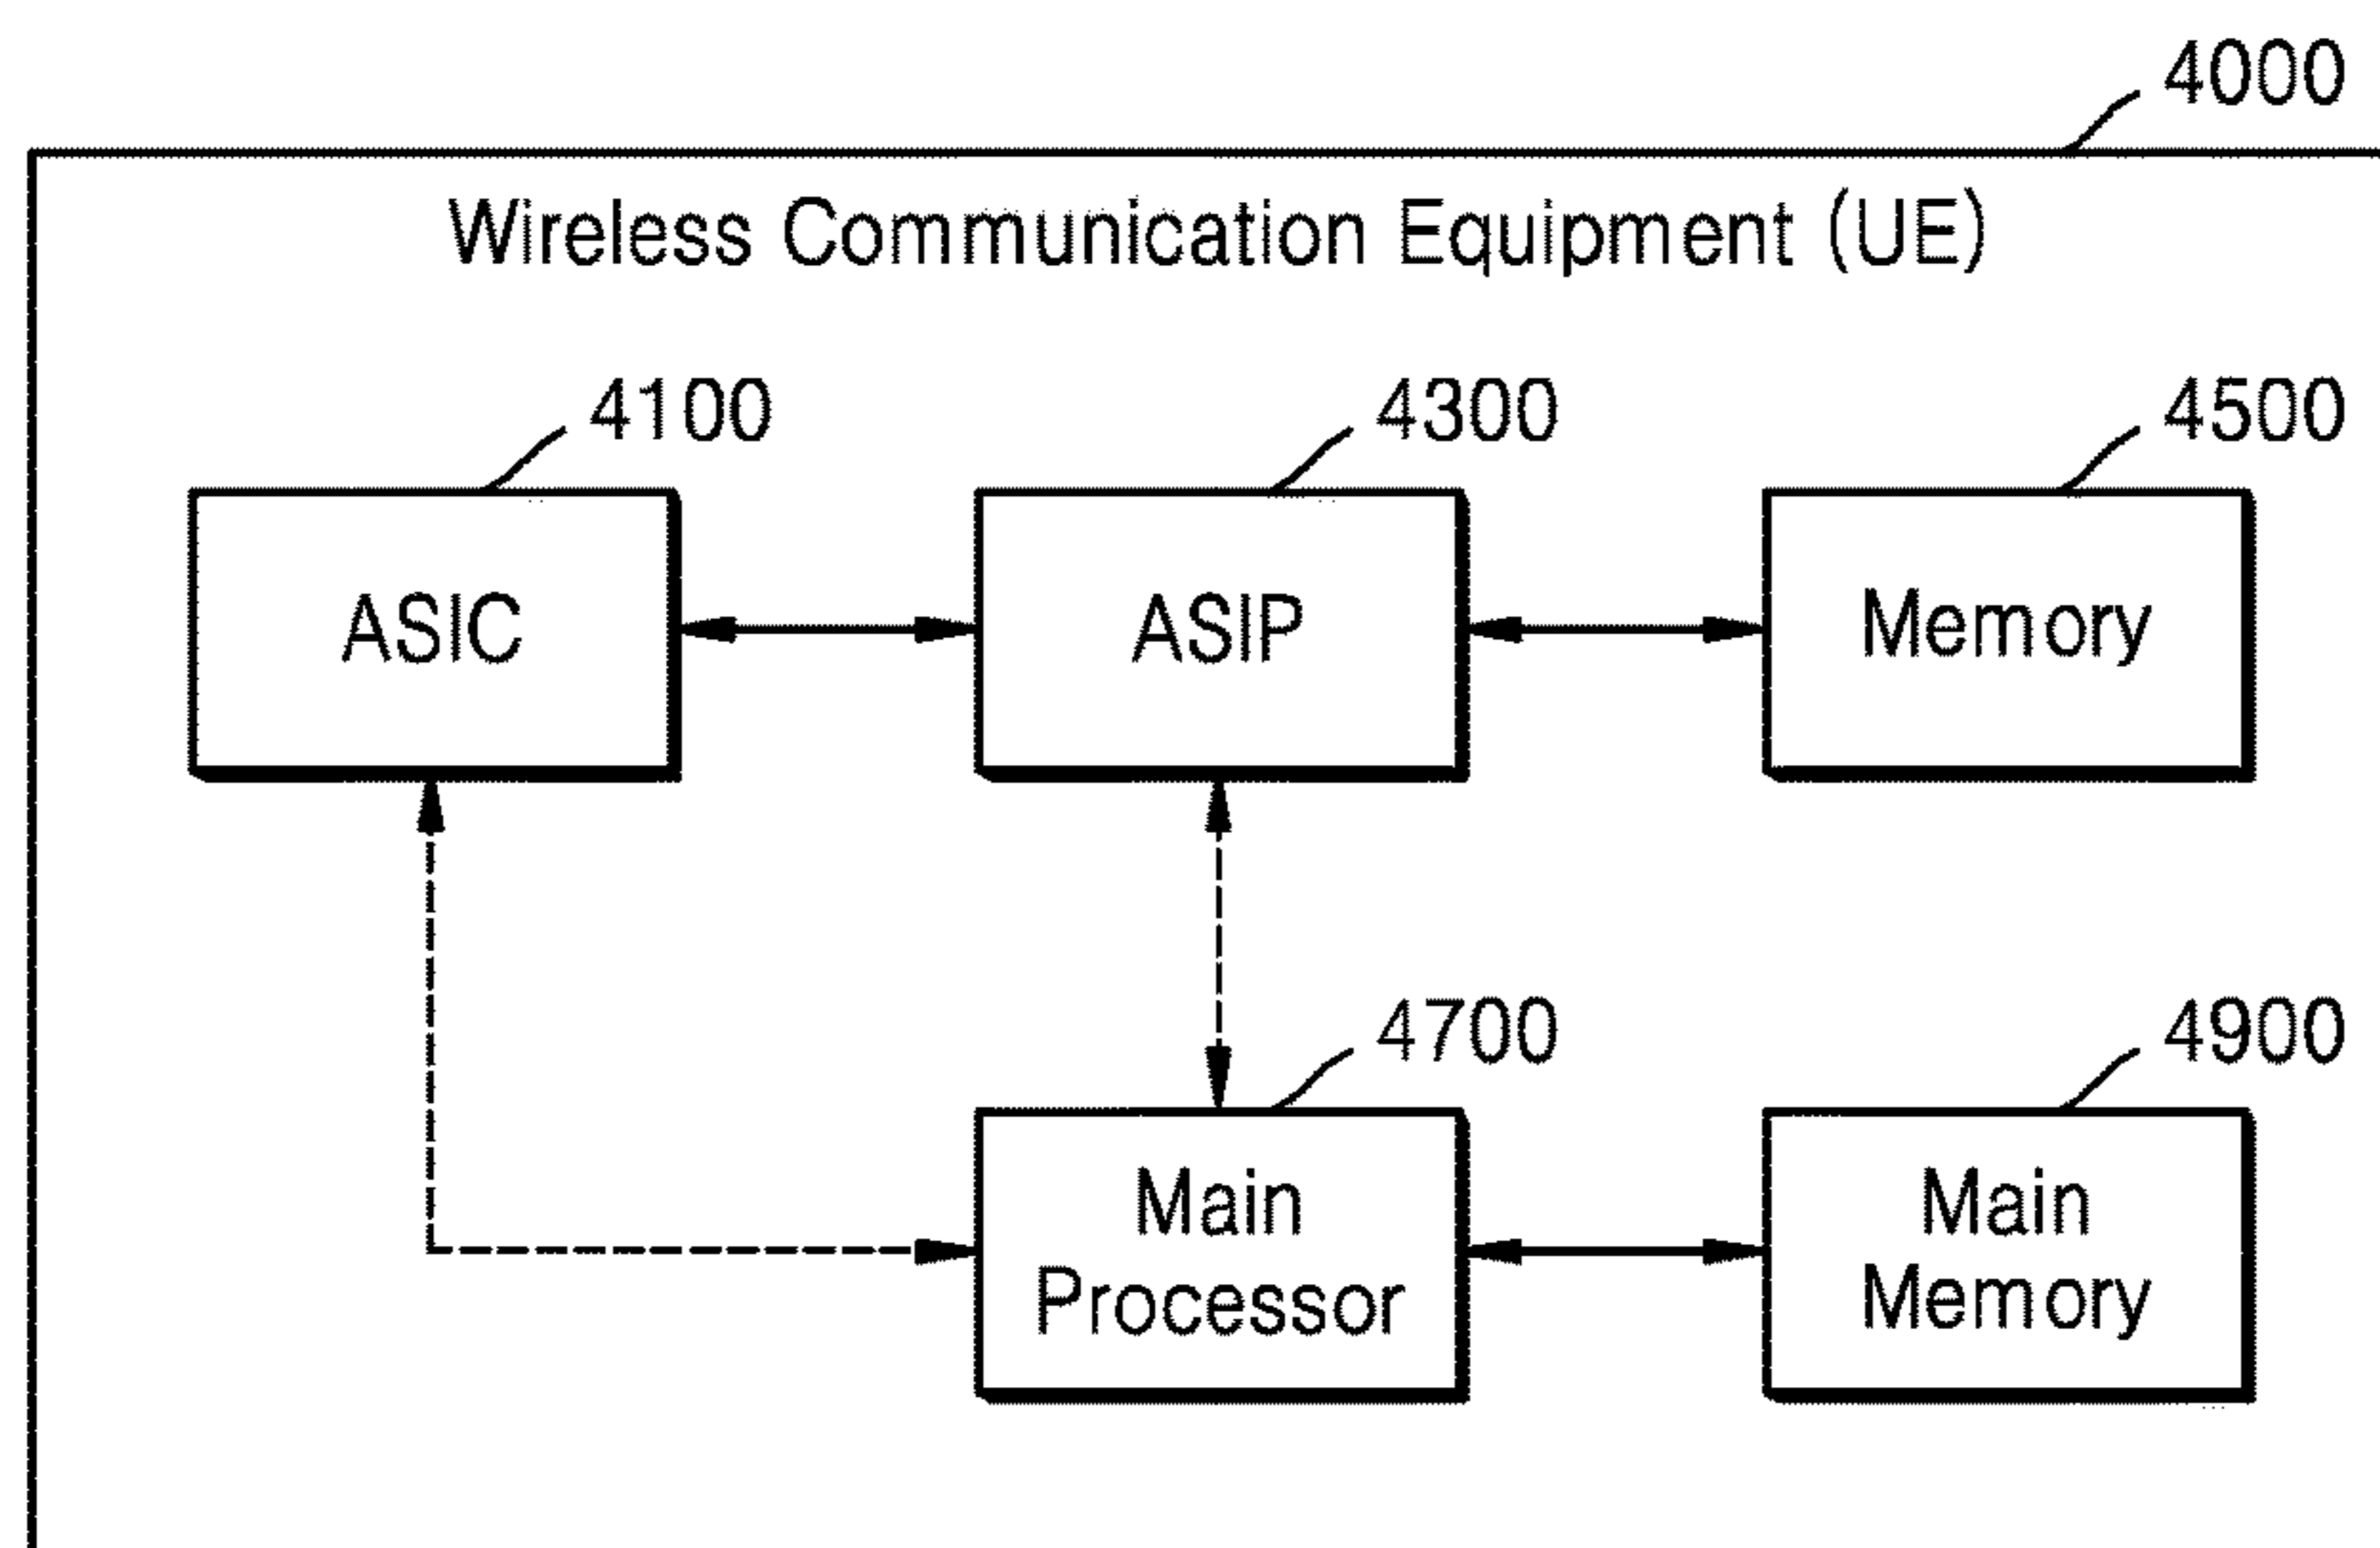 4000
Wireless Communication Equipment (UE)
4100
4300
4500
ASIC
ASIP
Memory
4700
4900
Main
Processor
Main
Memory